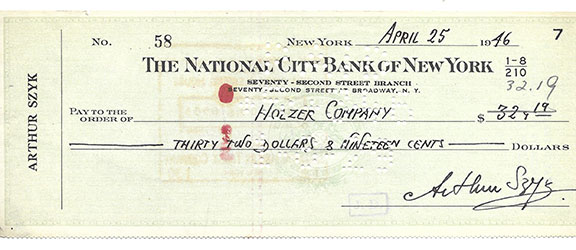 No. 58 New York April 25 1946 7
The National City Bank of New York 1-8/210
Seventy-Second Street Branch
Seventy-Second Street at Broadway, N. Y.
32.19
Pay to the order of Holzer Company $ 32 19
Thirty Two Dollars & Nineteen Cents Dollars
Arthur Szyk
ARTHUR SZYK